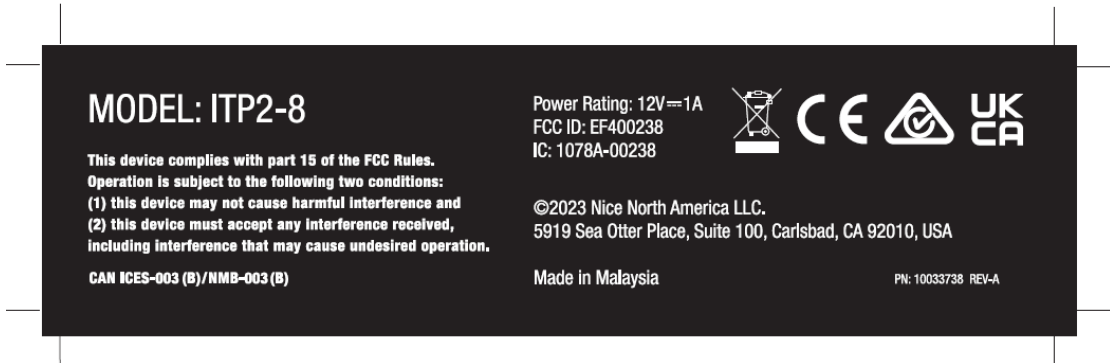 MODEL: ITP2-8
This device complies with part 15 of the FCC Rules.
Operation is subject to the following two conditions:
(1) this device may not cause harmful interference and
(2) this device must accept any interference received,
including interference that may cause undesired operation.
CAN ICES-003 (B)/NMB-003 (B)
Power Rating: 12V⎓1A
FCC ID: EF400238
IC: 1078A-00238
CE
UK
CA
©2023 Nice North America LLC.
5919 Sea Otter Place, Suite 100, Carlsbad, CA 92010, USA
Made in Malaysia
PN: 10033738 REV-A